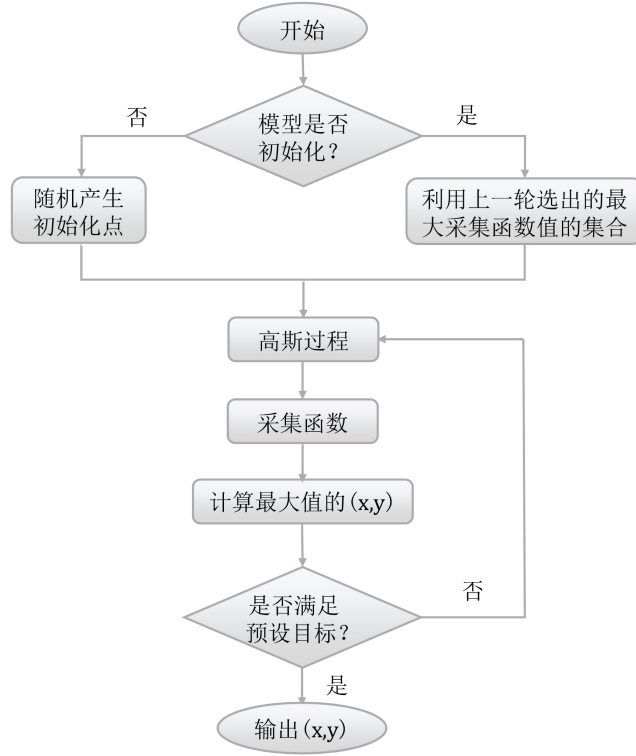 开始
模型是否
初始化？
否
是
随机产生
初始化点
利用上一轮选出的最
大采集函数值的集合
高斯过程
采集函数
计算最大值的(x,y)
是否满足
预设目标？
否
是
输出(x,y)